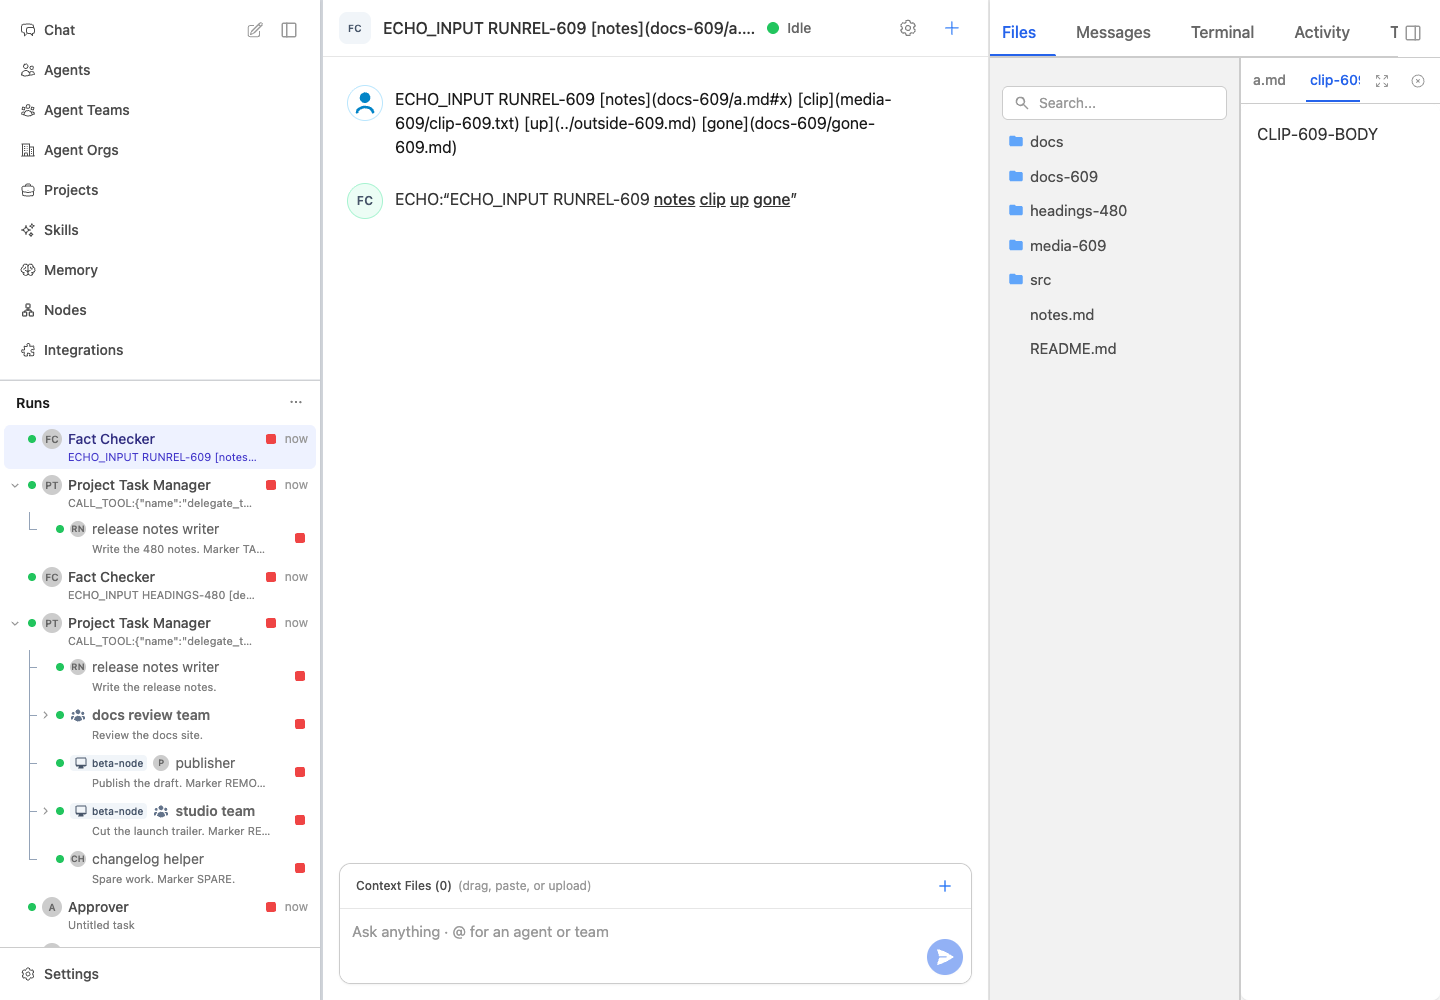 Chat
Agents
Agent Teams
Agent Orgs
Projects
Skills
Memory
Nodes
Integrations
Runs
FC Fact Checker now
ECHO_INPUT RUNREL-609 [notes...
PT Project Task Manager now
CALL_TOOL:{"name":"delegate_t...
RN release notes writer
Write the 480 notes. Marker TA...
FC Fact Checker now
ECHO_INPUT HEADINGS-480 [de...
PT Project Task Manager now
CALL_TOOL:{"name":"delegate_t...
RN release notes writer
Write the release notes.
docs review team
Review the docs site.
beta-node P publisher
Publish the draft. Marker REMO...
beta-node studio team
Cut the launch trailer. Marker RE...
CH changelog helper
Spare work. Marker SPARE.
A Approver now
Untitled task
Settings
FC ECHO_INPUT RUNREL-609 [notes](docs-609/a.... Idle
ECHO_INPUT RUNREL-609 [notes](docs-609/a.md#x) [clip](media-
609/clip-609.txt) [up](../outside-609.md) [gone](docs-609/gone-
609.md)
FC ECHO:“ECHO_INPUT RUNREL-609 notes clip up gone”
Context Files (0) (drag, paste, or upload)
Ask anything · @ for an agent or team
Files Messages Terminal Activity
Search...
docs
docs-609
headings-480
media-609
src
notes.md
README.md
a.md clip-609
CLIP-609-BODY